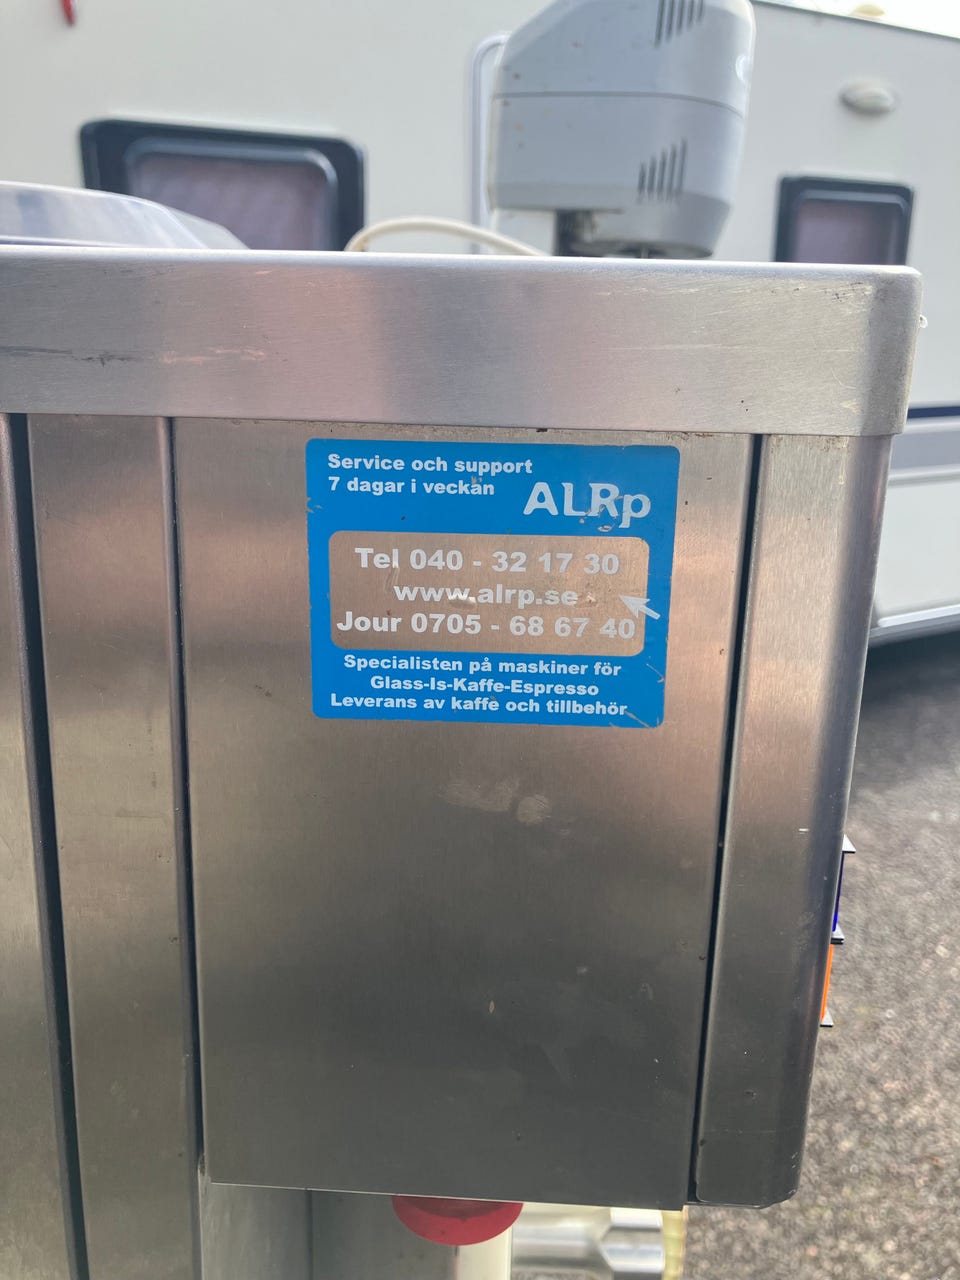 Service och support
7 dagar i veckan
ALRp
Tel 040 - 32 17 30
www.alrp.se
Jour 0705 - 68 67 40
Specialisten på maskiner för
Glass-Is-Kaffe-Espresso
Leverans av kaffe och tillbehör